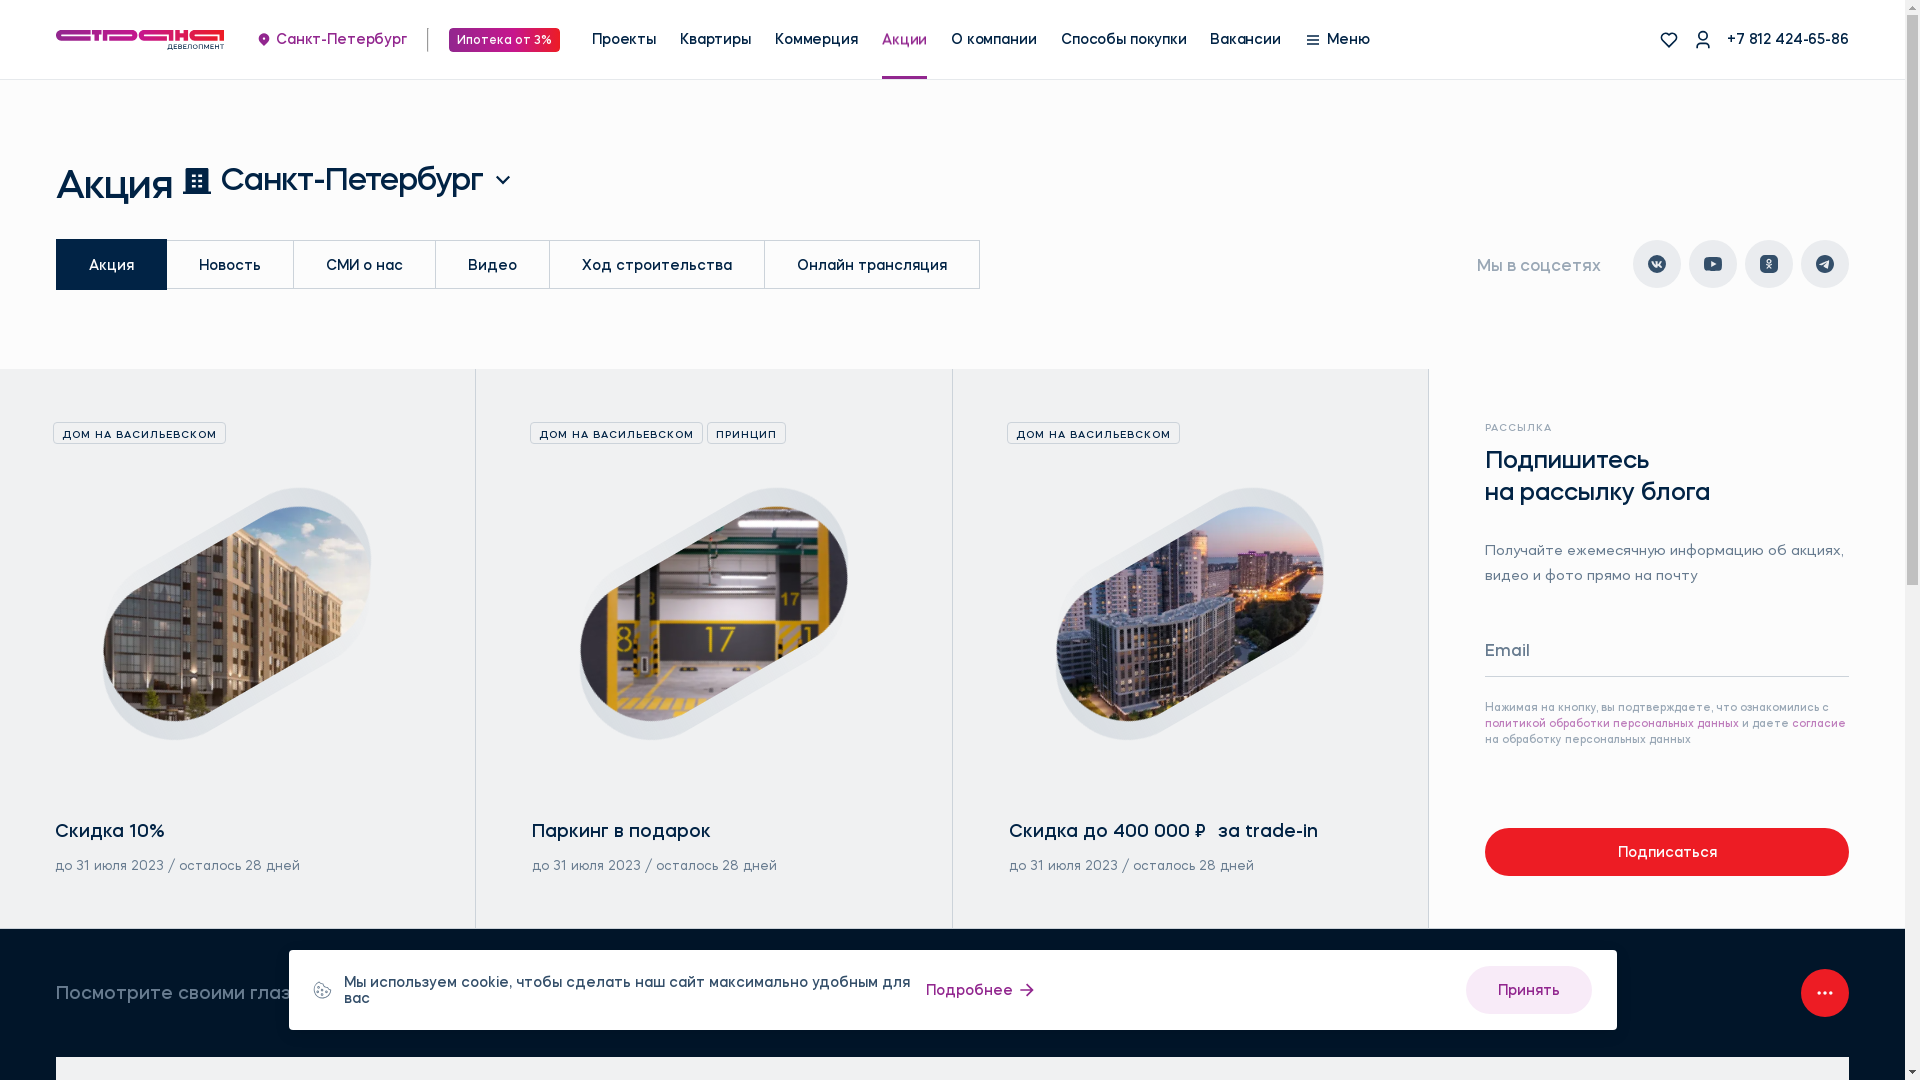 страна
ДЕВЕЛОПМЕНТ
Санкт-Петербург
Ипотека от 3%
Проекты
Квартиры
Коммерция
Акции
О компании
Способы покупки
Вакансии
Меню
+7 812 424-65-86
Акция Санкт-Петербург
Акция
Новость
СМИ о нас
Видео
Ход строительства
Онлайн трансляция
Мы в соцсетях
ДОМ НА ВАСИЛЬЕВСКОМ
Скидка 10%
до 31 июля 2023 / осталось 28 дней
ДОМ НА ВАСИЛЬЕВСКОМ
ПРИНЦИП
18
17
8
17
1
Паркинг в подарок
до 31 июля 2023 / осталось 28 дней
ДОМ НА ВАСИЛЬЕВСКОМ
Скидка до 400 000 ₽ за trade-in
до 31 июля 2023 / осталось 28 дней
РАССЫЛКА
Подпишитесь
на рассылку блога
Получайте ежемесячную информацию об акциях,
видео и фото прямо на почту
Email
Нажимая на кнопку, вы подтверждаете, что ознакомились с
политикой обработки персональных данных и даете согласие
на обработку персональных данных
Подписаться
Посмотрите своими глаз
Мы используем cookie, чтобы сделать наш сайт максимально удобным для
вас
Подробнее
Принять